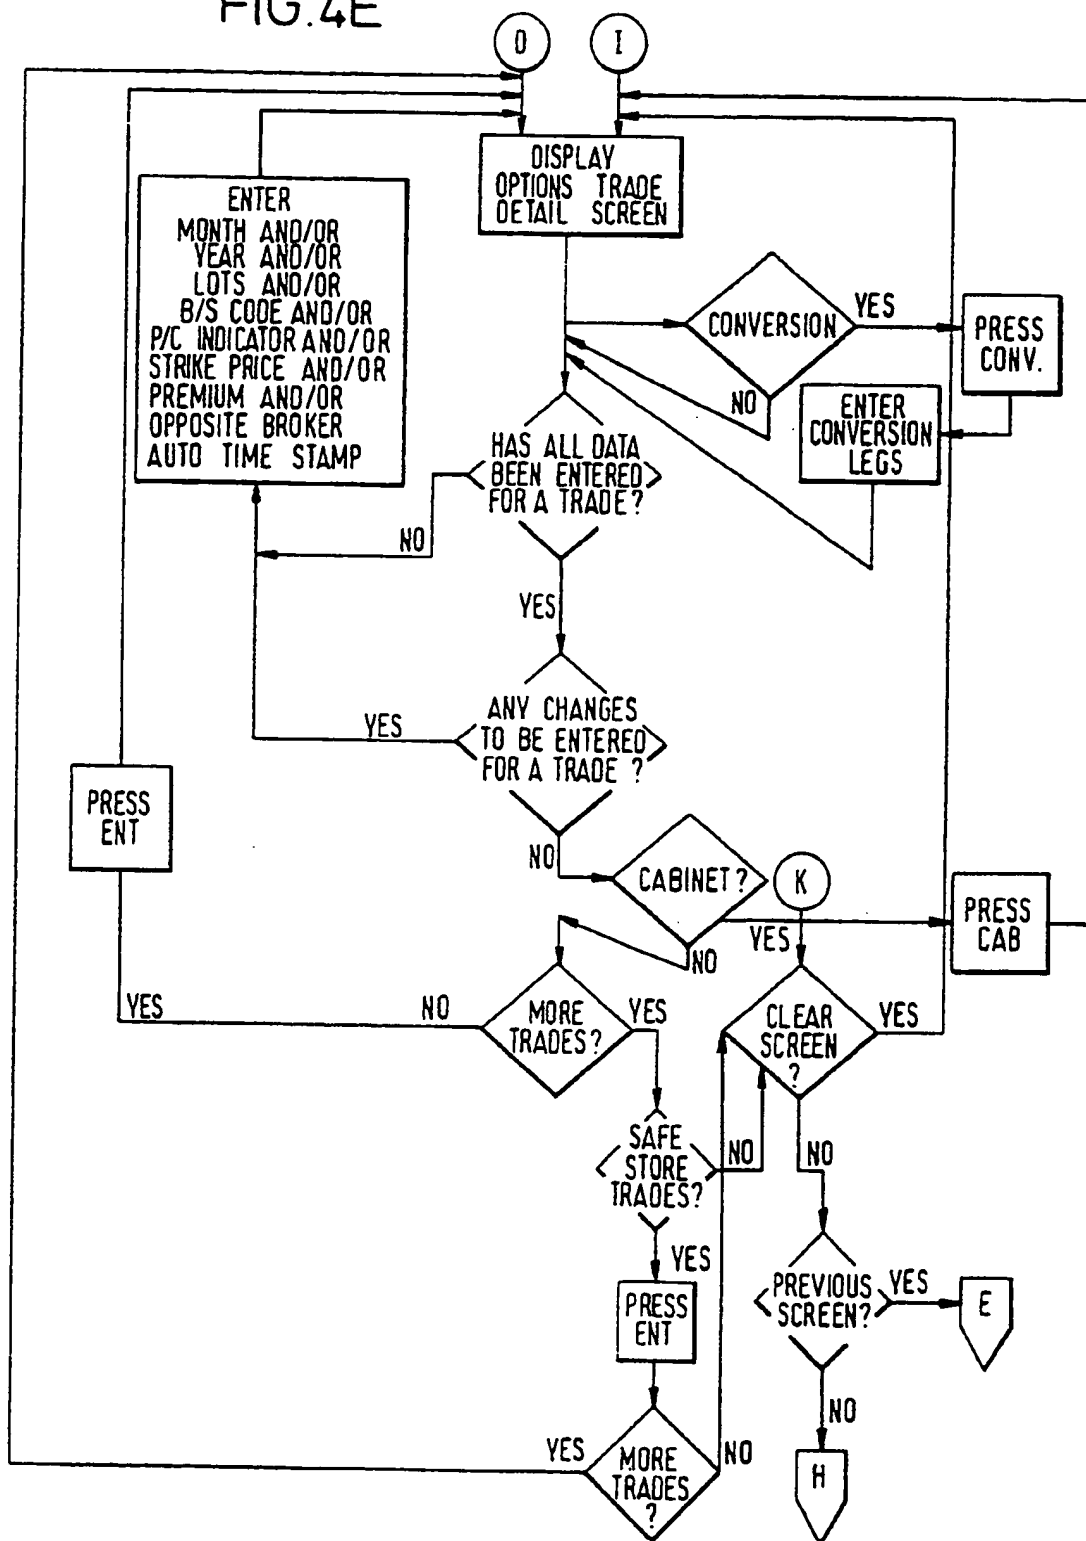 FIG.4E
O
I
DISPLAY
OPTIONS TRADE
DETAIL SCREEN
ENTER
MONTH AND/OR
YEAR AND/OR
LOTS AND/OR
B/S CODE AND/OR
P/C INDICATOR AND/OR
STRIKE PRICE AND/OR
PREMIUM AND/OR
OPPOSITE BROKER
AUTO TIME STAMP
CONVERSION
YES
PRESS
CONV.
NO
ENTER
CONVERSION
LEGS
HAS ALL DATA
BEEN ENTERED
FOR A TRADE?
NO
YES
ANY CHANGES
TO BE ENTERED
FOR A TRADE ?
YES
PRESS
ENT
NO
CABINET?
K
PRESS
CAB
YES
NO
YES
NO
MORE
TRADES?
YES
CLEAR
SCREEN
?
YES
SAFE
STORE
TRADES?
NO
NO
YES
PRESS
ENT
PREVIOUS
SCREEN?
YES
E
NO
YES
MORE
TRADES
?
NO
H